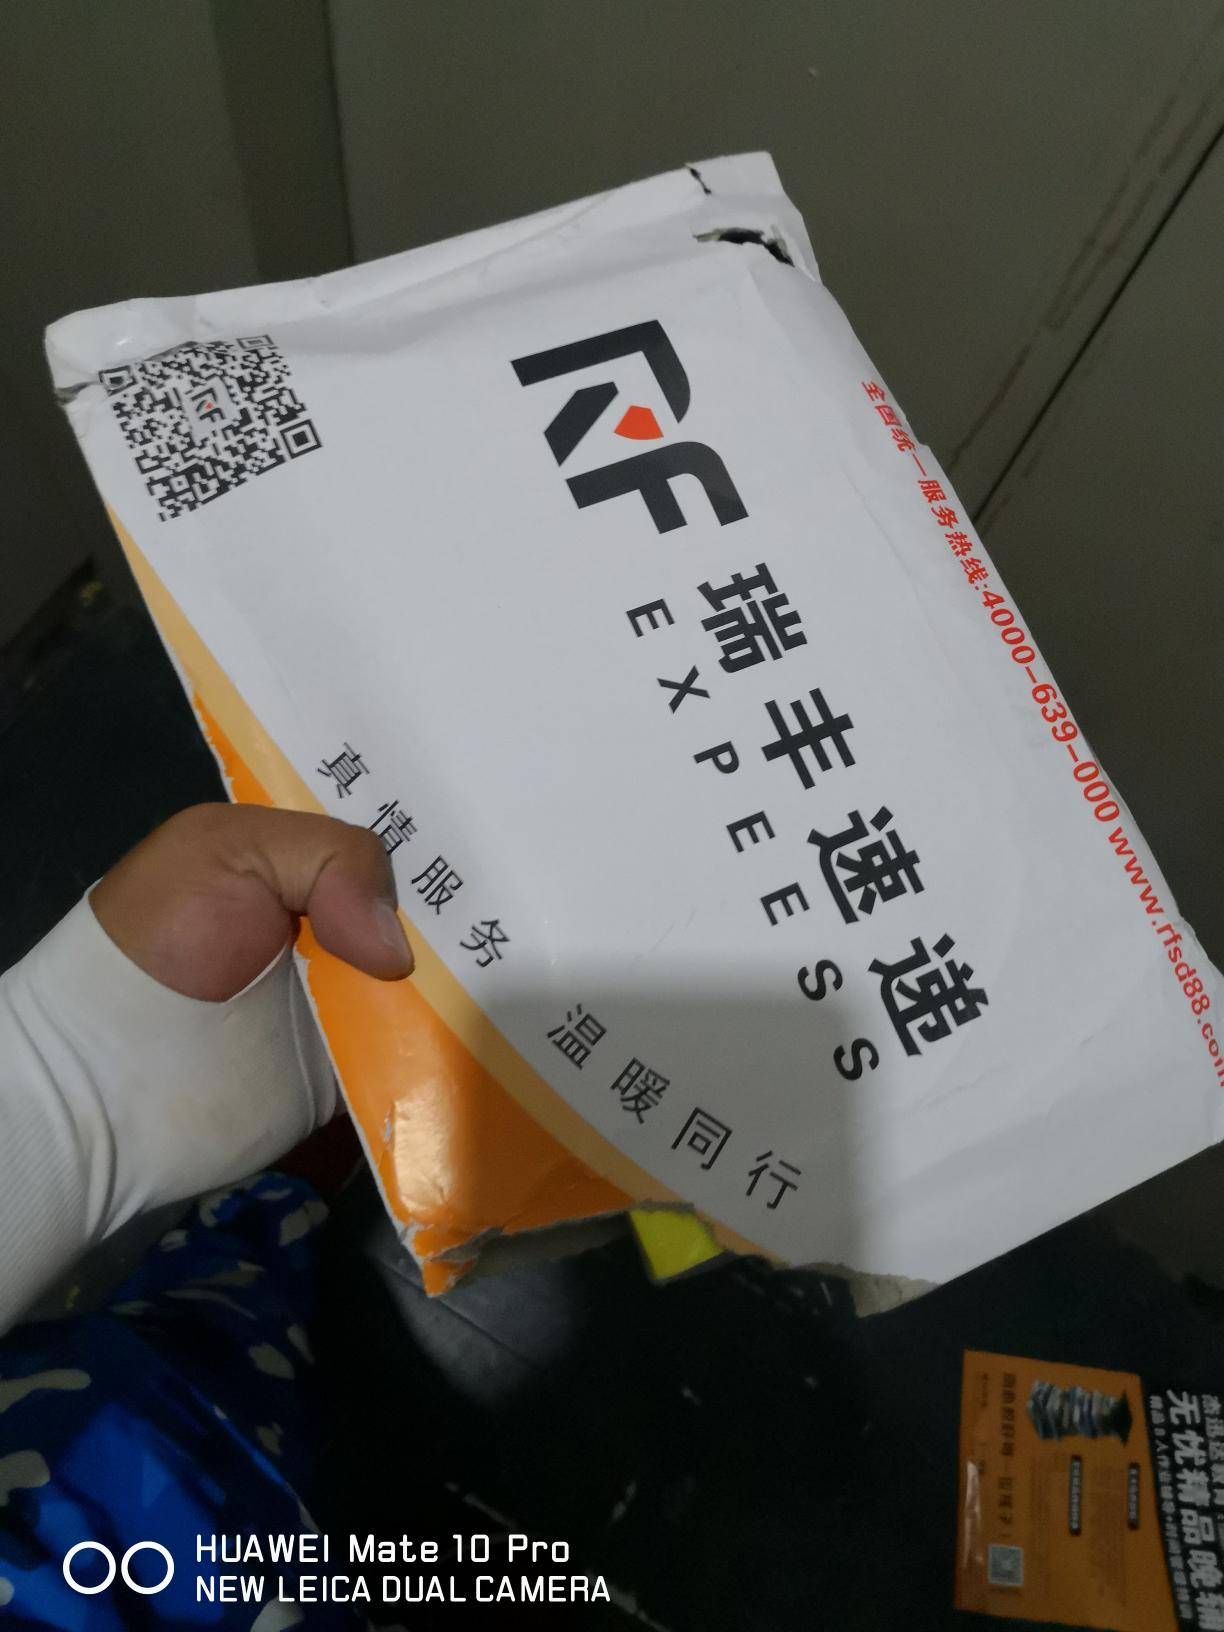 全国统一服务热线:4000-639-000 www.rfsd88.com
RF
瑞丰速递
EXPEESS
真情服务
温暖同行
无忧精品晚辅
HUAWEI Mate 10 Pro
NEW LEICA DUAL CAMERA